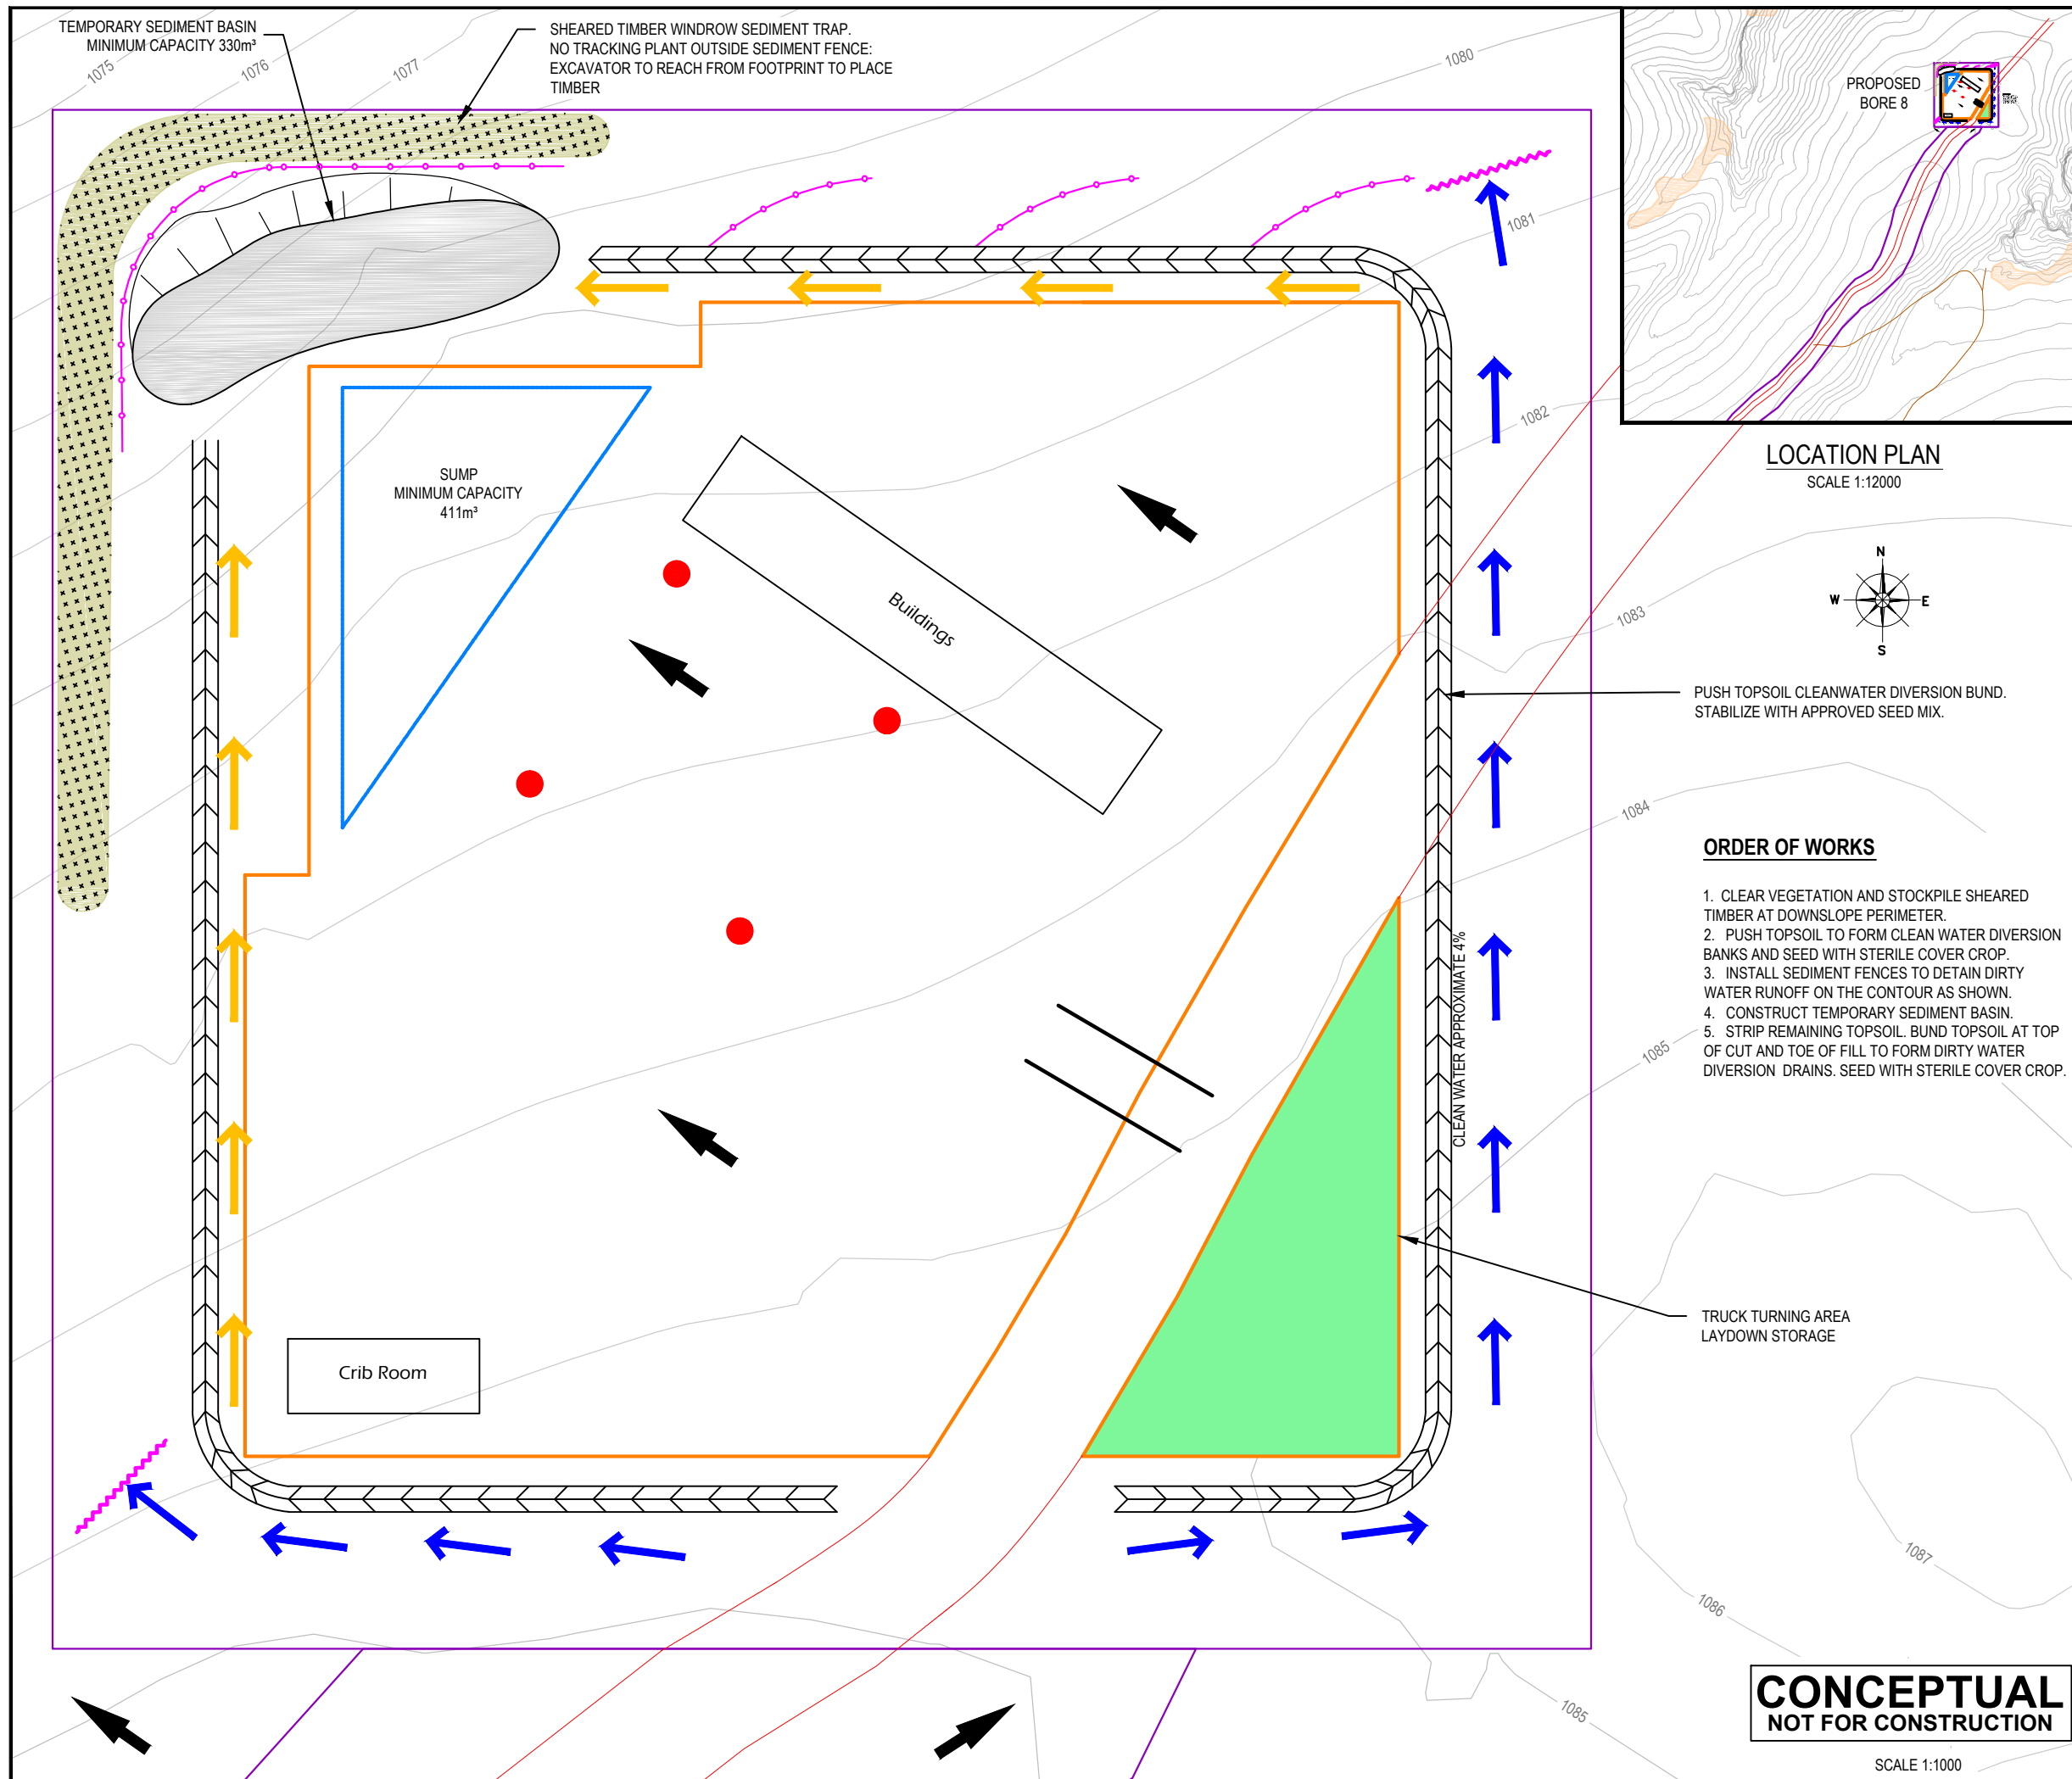 TEMPORARY SEDIMENT BASIN
MINIMUM CAPACITY 330m³
SHEARED TIMBER WINDROW SEDIMENT TRAP.
NO TRACKING PLANT OUTSIDE SEDIMENT FENCE:
EXCAVATOR TO REACH FROM FOOTPRINT TO PLACE
TIMBER
1075
1076
1077
1080
1081
1082
1083
1084
1085
1086
1087
1085
PROPOSED
BORE 8
LOCATION PLAN
SCALE 1:12000
N
W
E
S
SUMP
MINIMUM CAPACITY
411m³
Buildings
PUSH TOPSOIL CLEANWATER DIVERSION BUND.
STABILIZE WITH APPROVED SEED MIX.
ORDER OF WORKS
1. CLEAR VEGETATION AND STOCKPILE SHEARED
TIMBER AT DOWNSLOPE PERIMETER.
2. PUSH TOPSOIL TO FORM CLEAN WATER DIVERSION
BANKS AND SEED WITH STERILE COVER CROP.
3. INSTALL SEDIMENT FENCES TO DETAIN DIRTY
WATER RUNOFF ON THE CONTOUR AS SHOWN.
4. CONSTRUCT TEMPORARY SEDIMENT BASIN.
5. STRIP REMAINING TOPSOIL. BUND TOPSOIL AT TOP
OF CUT AND TOE OF FILL TO FORM DIRTY WATER
DIVERSION DRAINS. SEED WITH STERILE COVER CROP.
CLEAN WATER APPROXIMATE 4%
TRUCK TURNING AREA
LAYDOWN STORAGE
Crib Room
CONCEPTUAL
NOT FOR CONSTRUCTION
SCALE 1:1000